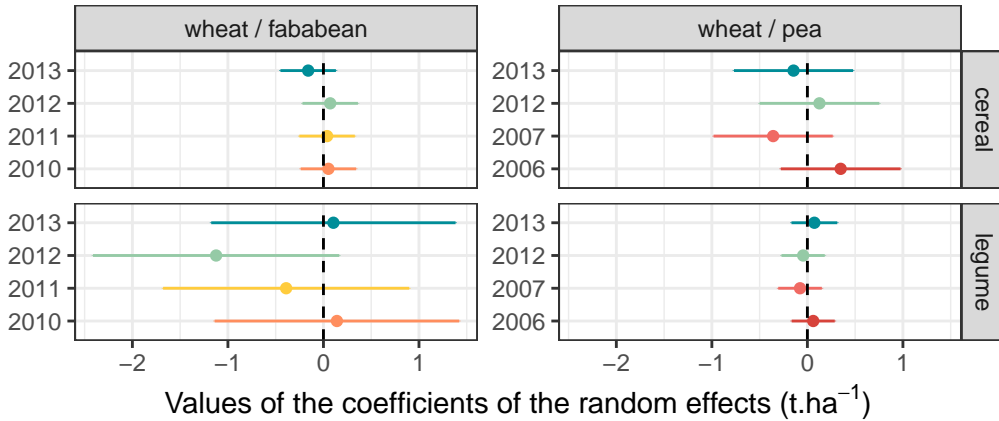 wheat / fababean
wheat / pea
2013
2012
2011
2010
2013
2012
2007
2006
cereal
2013
2012
2011
2010
2013
2012
2007
2006
legume
−2 −1 0 1
−2 −1 0 1
Values of the coefficients of the random effects (t.ha⁻¹)